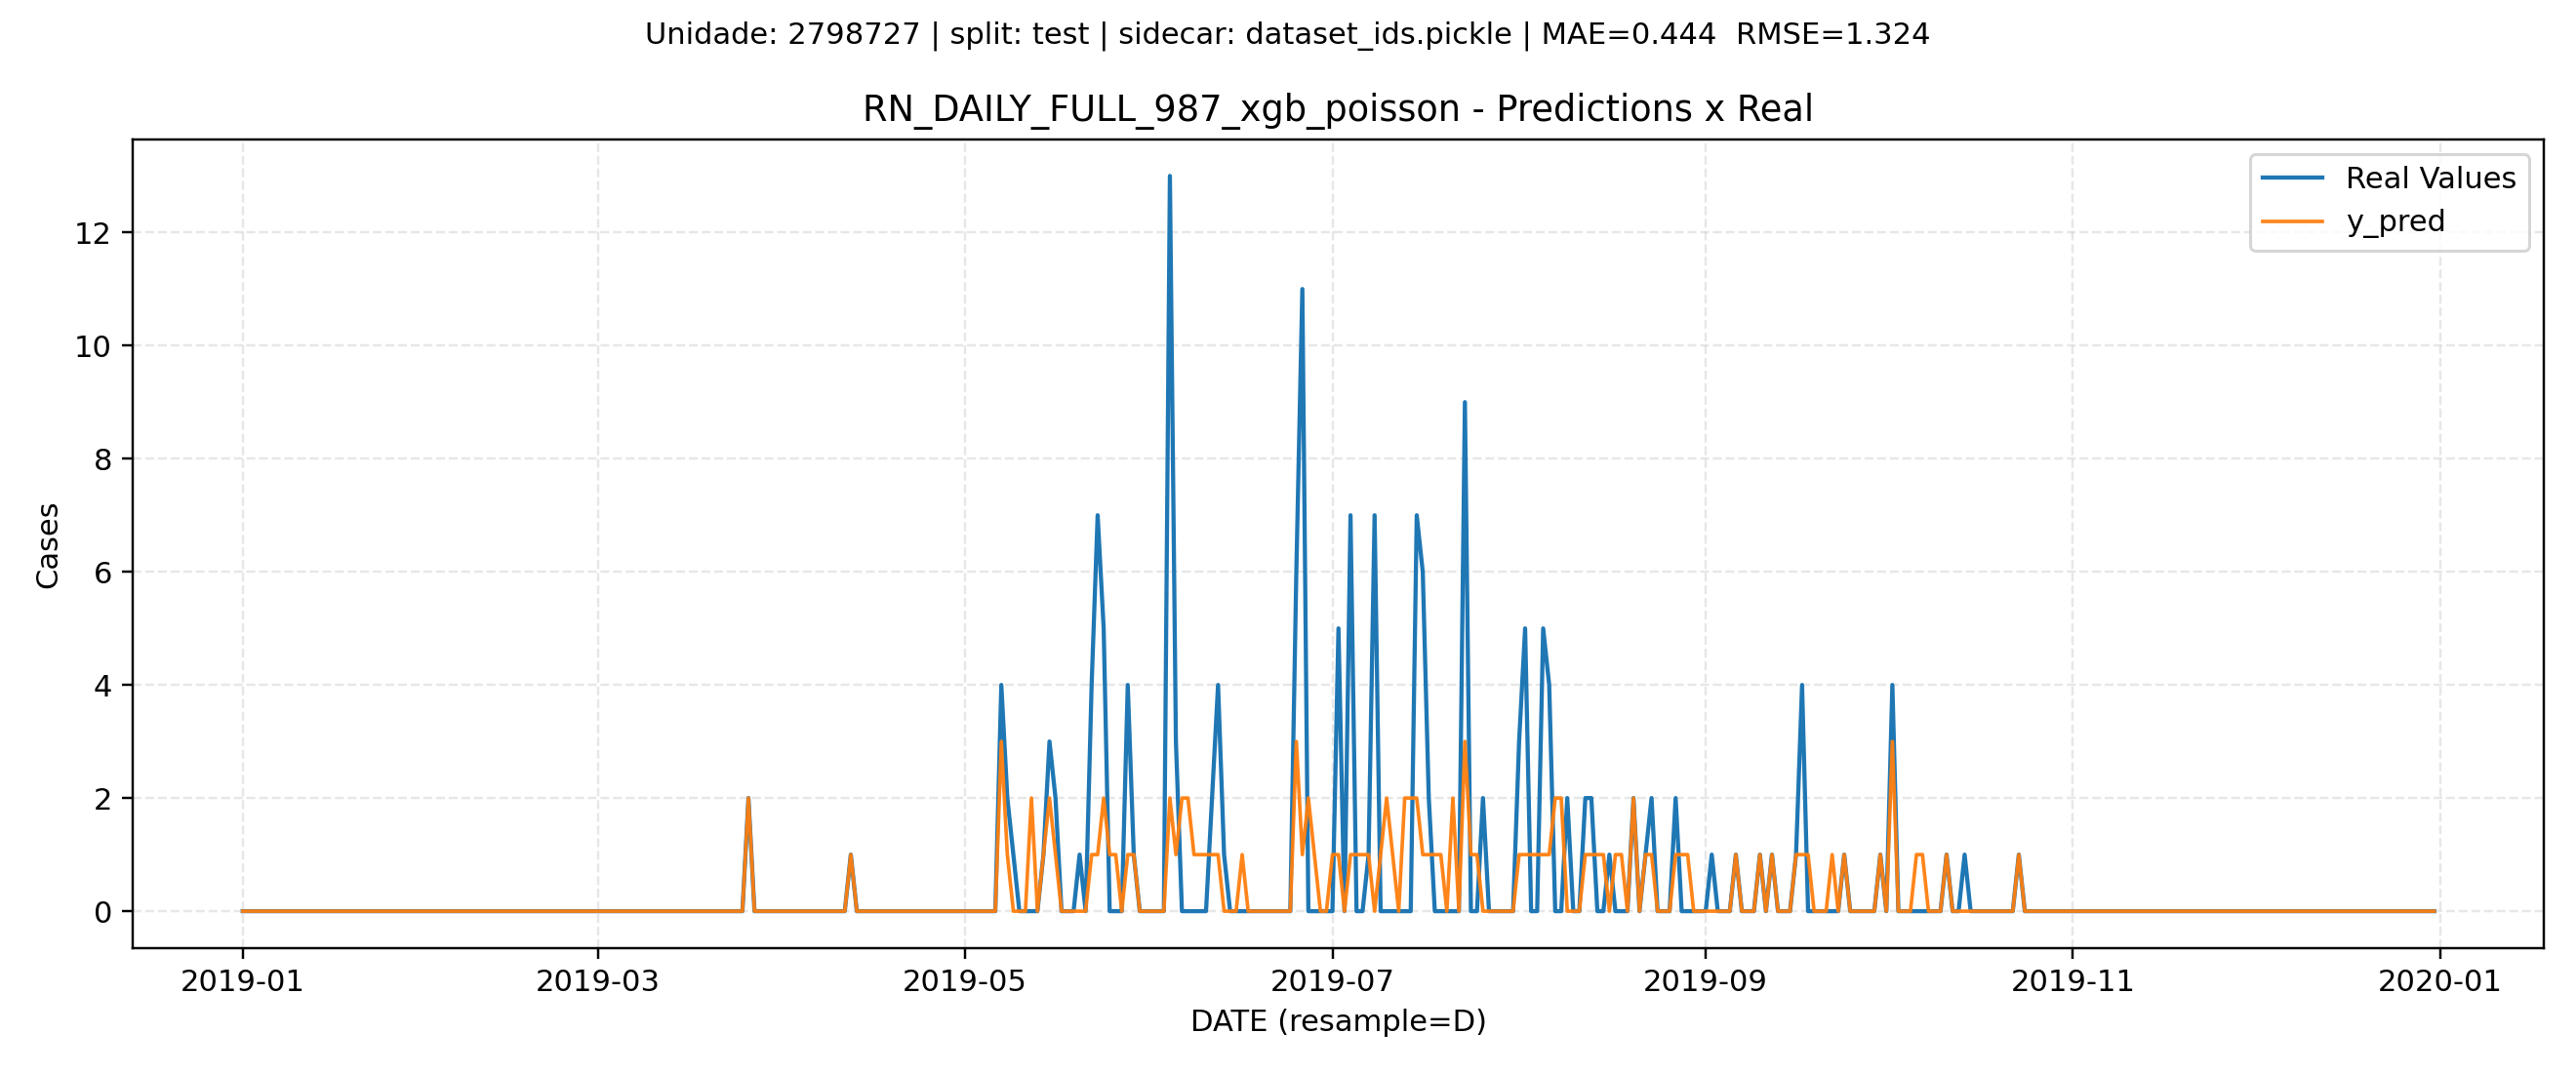 Unidade: 2798727 | split: test | sidecar: dataset_ids.pickle | MAE=0.444  RMSE=1.324
RN_DAILY_FULL_987_xgb_poisson - Predictions x Real
Real Values
y_pred
12
10
8
6
4
2
0
Cases
2019-01
2019-03
2019-05
2019-07
2019-09
2019-11
2020-01
DATE (resample=D)